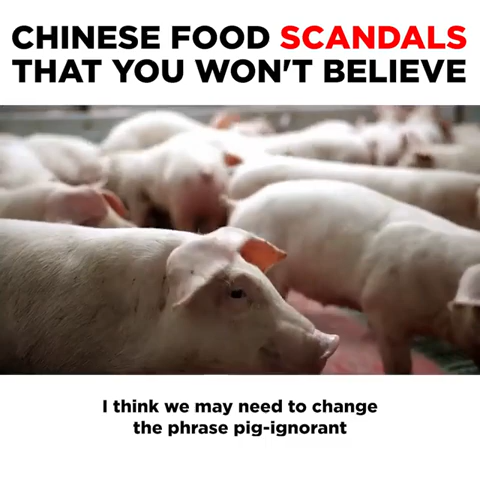 CHINESE FOOD SCANDALS
THAT YOU WON'T BELIEVE
I think we may need to change
the phrase pig-ignorant